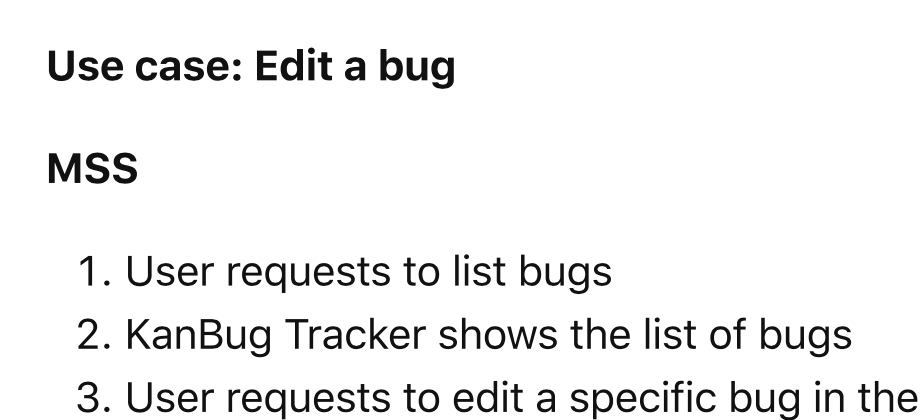 Use case: Edit a bug
MSS
1. User requests to list bugs
2. KanBug Tracker shows the list of bugs
3. User requests to edit a specific bug in the